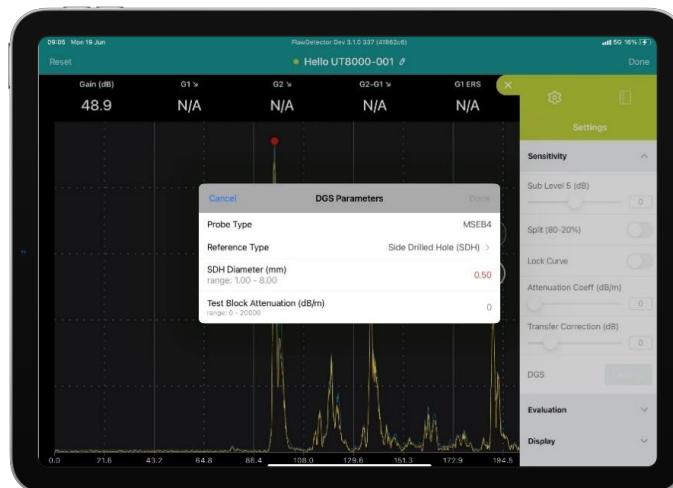 09:05 Mon 19 Jun
FlawDetector Dev 3.1.0 337 (41862c6)
5G 16%
Reset
Hello UT8000-001
Done
Gain (dB)
G1
G2
G2-G1
G1 ERS
48.9
N/A
N/A
N/A
N/A
Settings
Sensitivity
Sub Level 5 (dB)
0
Split (80-20%)
Lock Curve
Attenuation Coeff (dB/m)
0
Transfer Correction (dB)
0
DGS
Evaluation
Display
Cancel
DGS Parameters
Done
Probe Type
MSEB4
Reference Type
Side Drilled Hole (SDH)
SDH Diameter (mm)
0.50
range: 1.00 - 8.00
Test Block Attenuation (dB/m)
0
range: 0 - 20000
0.0 21.6 43.2 64.8 86.4 108.0 129.6 151.3 172.9 194.5